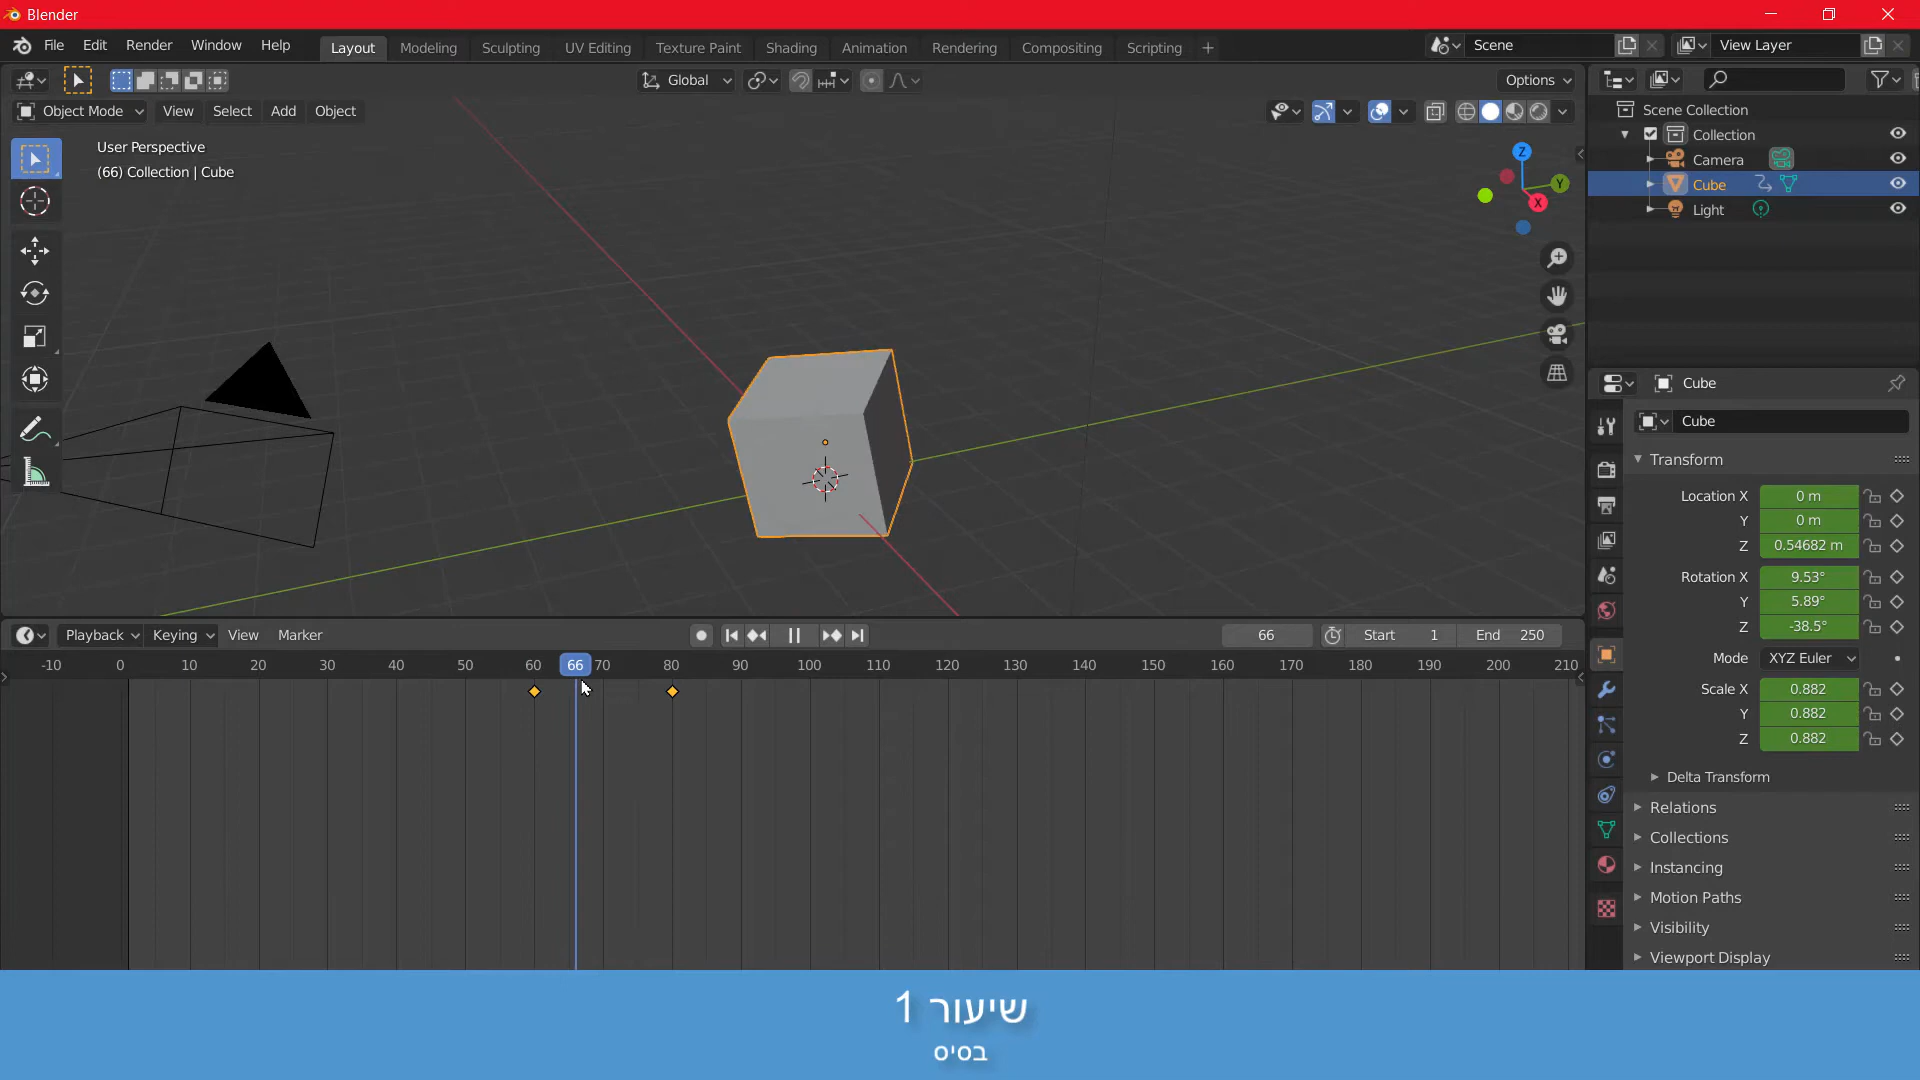 Blender
File Edit Render Window Help
Layout Modeling Sculpting UV Editing Texture Paint Shading Animation Rendering Compositing Scripting +
Scene
View Layer
Global
Options
Object Mode View Select Add Object
User Perspective
(66) Collection | Cube
Z
Y
X
Scene Collection
Collection
Camera
Cube
Light
Cube
Cube
Transform
Location X 0 m
Y 0 m
Z 0.54682 m
Rotation X 9.53°
Y 5.89°
Z -38.5°
Mode XYZ Euler
Scale X 0.882
Y 0.882
Z 0.882
Delta Transform
Relations
Collections
Instancing
Motion Paths
Visibility
Viewport Display
Playback Keying View Marker
66 Start 1 End 250
-10 0 10 20 30 40 50 60 66 70 80 90 100 110 120 130 140 150 160 170 180 190 200 210
שיעור 1
בסיס